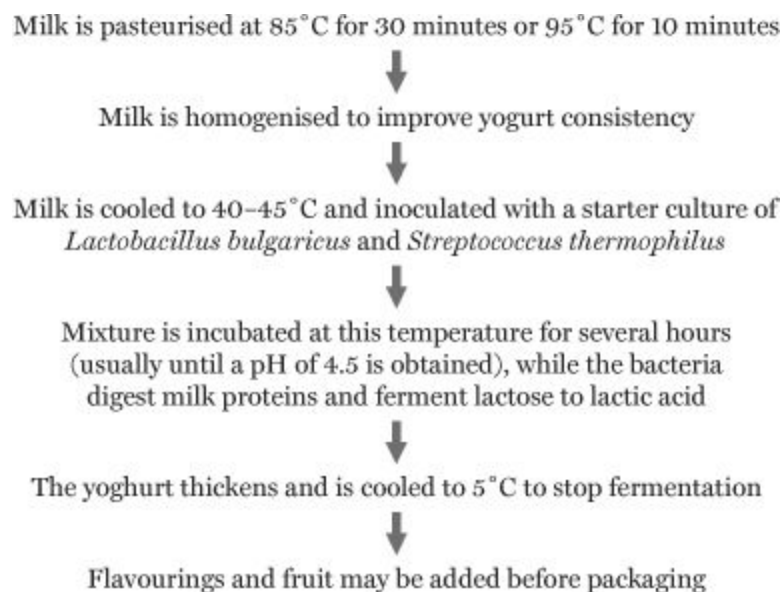 Milk is pasteurised at 85°C for 30 minutes or 95°C for 10 minutes
Milk is homogenised to improve yogurt consistency
Milk is cooled to 40–45°C and inoculated with a starter culture of
Lactobacillus bulgaricus and Streptococcus thermophilus
Mixture is incubated at this temperature for several hours
(usually until a pH of 4.5 is obtained), while the bacteria
digest milk proteins and ferment lactose to lactic acid
The yoghurt thickens and is cooled to 5°C to stop fermentation
Flavourings and fruit may be added before packaging